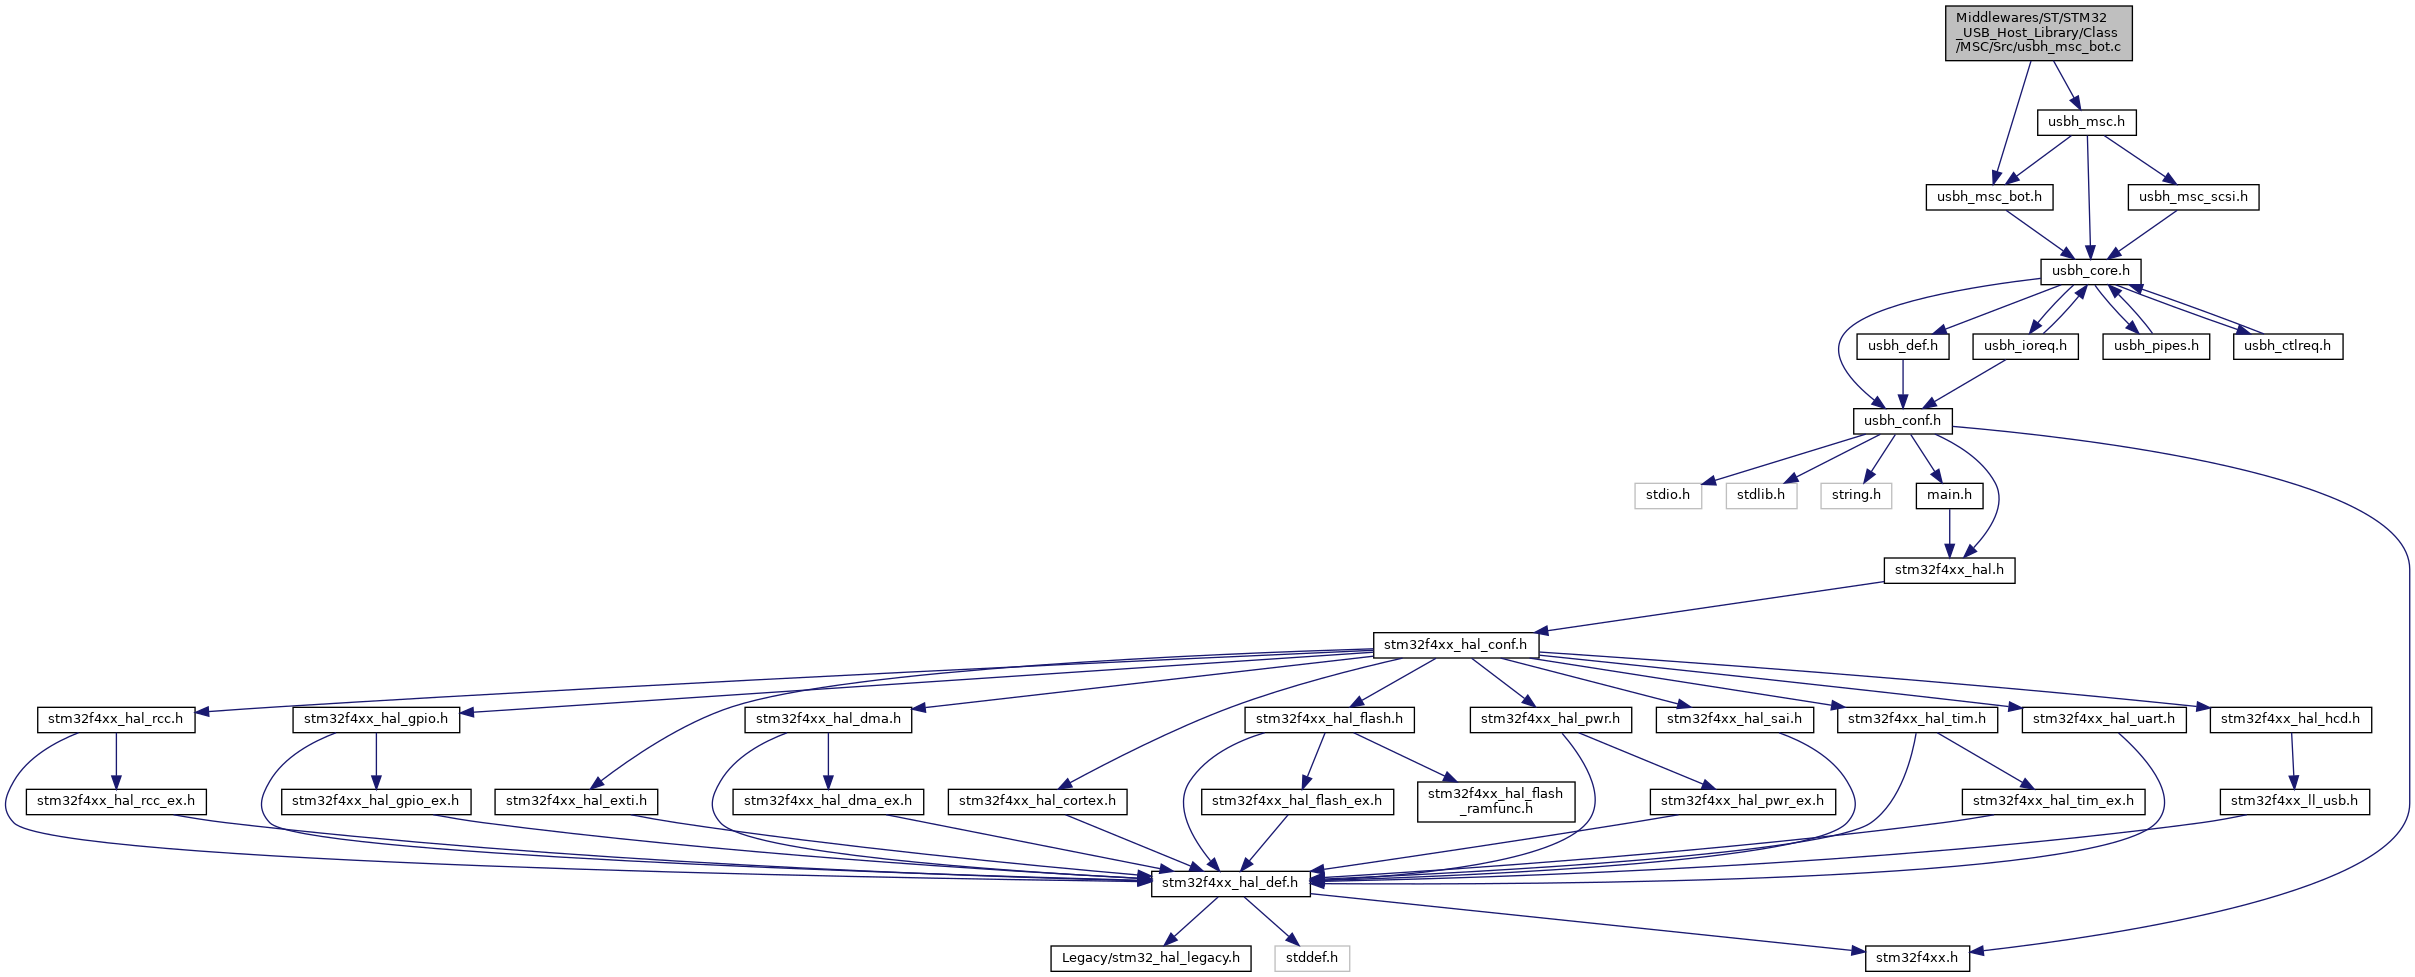 Middlewares/ST/STM32
_USB_Host_Library/Class
/MSC/Src/usbh_msc_bot.c
usbh_msc.h
usbh_msc_bot.h
usbh_msc_scsi.h
usbh_core.h
usbh_def.h
usbh_ioreq.h
usbh_pipes.h
usbh_ctlreq.h
usbh_conf.h
stdio.h
stdlib.h
string.h
main.h
stm32f4xx_hal.h
stm32f4xx_hal_conf.h
stm32f4xx_hal_rcc.h
stm32f4xx_hal_gpio.h
stm32f4xx_hal_dma.h
stm32f4xx_hal_flash.h
stm32f4xx_hal_pwr.h
stm32f4xx_hal_sai.h
stm32f4xx_hal_tim.h
stm32f4xx_hal_uart.h
stm32f4xx_hal_hcd.h
stm32f4xx_hal_rcc_ex.h
stm32f4xx_hal_gpio_ex.h
stm32f4xx_hal_exti.h
stm32f4xx_hal_dma_ex.h
stm32f4xx_hal_cortex.h
stm32f4xx_hal_flash_ex.h
stm32f4xx_hal_flash
_ramfunc.h
stm32f4xx_hal_pwr_ex.h
stm32f4xx_hal_tim_ex.h
stm32f4xx_ll_usb.h
stm32f4xx_hal_def.h
Legacy/stm32_hal_legacy.h
stddef.h
stm32f4xx.h